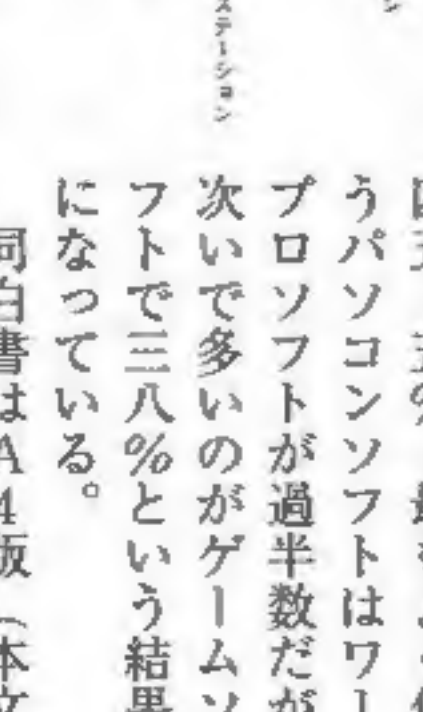 うパソコンソフトはワー
プロソフトが過半数だが
次いで多いのがゲームソ
フトで三八%という結果
になっている。
同白書はA4版(本文
ステーション